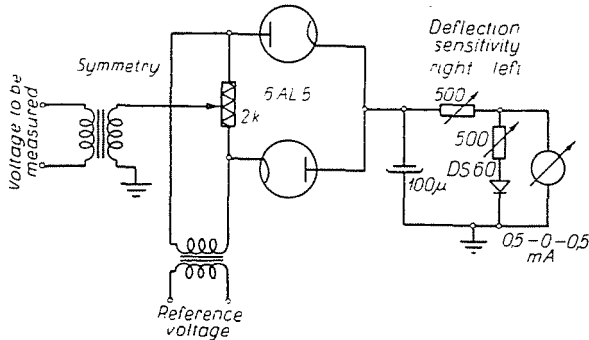 Deflection
sensitivity
right left
Symmetry
Voltage to be
measured
2k
6AL5
500
500
DS60
100μ
0,5-0-0,5
mA
Reference
voltage